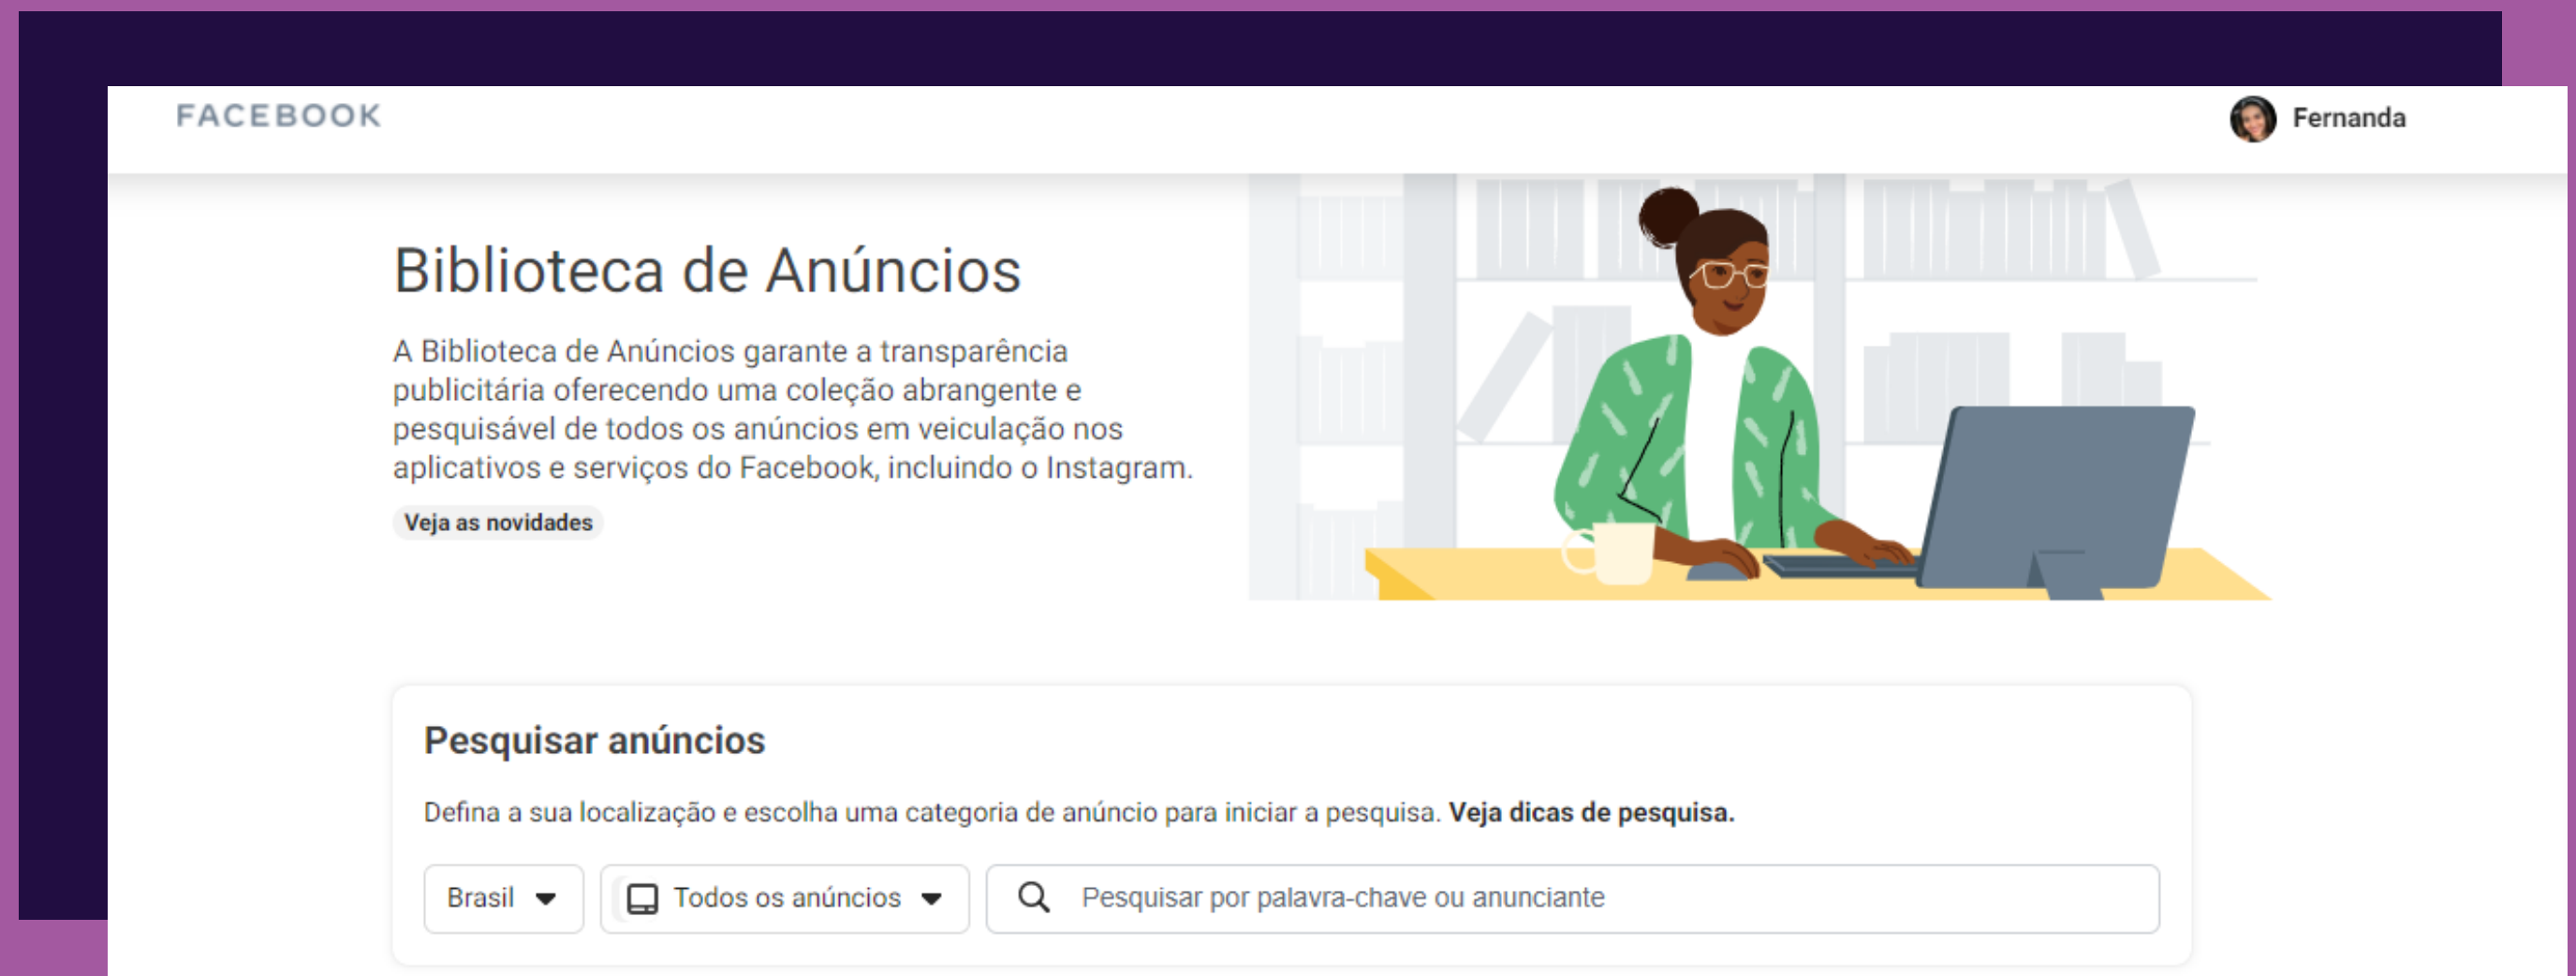 FACEBOOK
Fernanda
Biblioteca de Anúncios
A Biblioteca de Anúncios garante a transparência
publicitária oferecendo uma coleção abrangente e
pesquisável de todos os anúncios em veiculação nos
aplicativos e serviços do Facebook, incluindo o Instagram.
Veja as novidades
Pesquisar anúncios
Defina a sua localização e escolha uma categoria de anúncio para iniciar a pesquisa. Veja dicas de pesquisa.
Brasil Todos os anúncios Pesquisar por palavra-chave ou anunciante